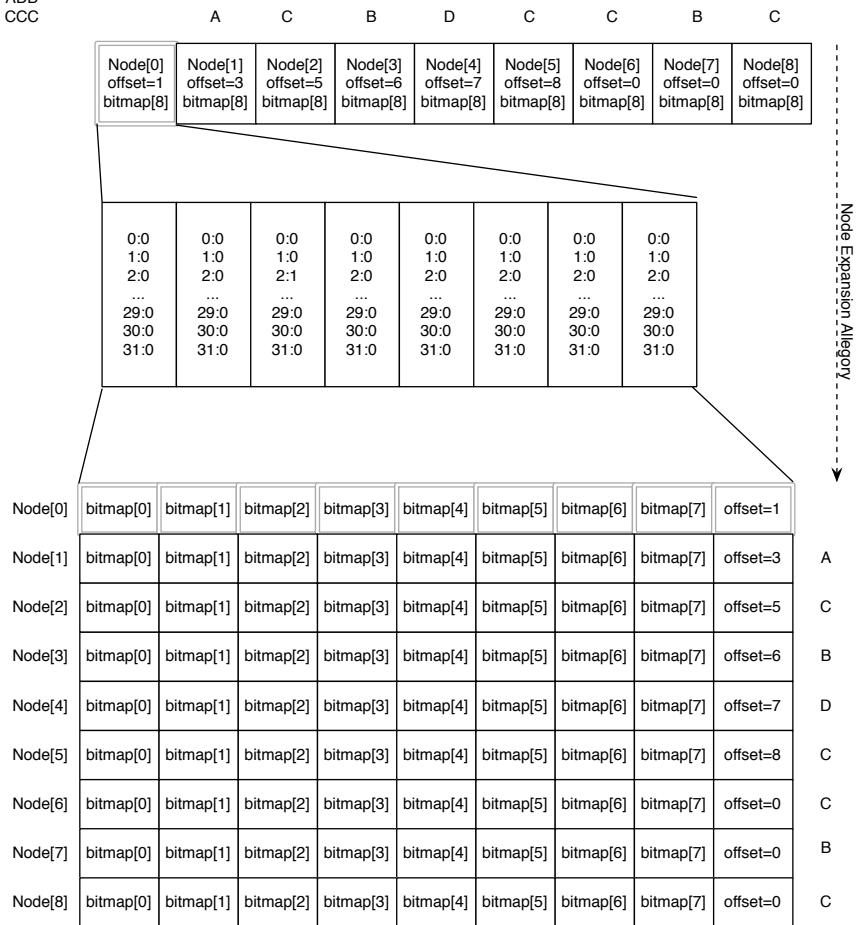 CCC
A C B D C C B C
Node[0] Node[1] Node[2] Node[3] Node[4] Node[5] Node[6] Node[7] Node[8]
offset=1 offset=3 offset=5 offset=6 offset=7 offset=8 offset=0 offset=0 offset=0
bitmap[8] bitmap[8] bitmap[8] bitmap[8] bitmap[8] bitmap[8] bitmap[8] bitmap[8] bitmap[8]
0:0 0:0 0:0 0:0 0:0 0:0 0:0 0:0
1:0 1:0 1:0 1:0 1:0 1:0 1:0 1:0
2:0 2:0 2:1 2:0 2:0 2:0 2:0 2:0
... ... ... ... ... ... ... ...
29:0 29:0 29:0 29:0 29:0 29:0 29:0 29:0
30:0 30:0 30:0 30:0 30:0 30:0 30:0 30:0
31:0 31:0 31:0 31:0 31:0 31:0 31:0 31:0
Node Expansion Allegory
Node[0] bitmap[0] bitmap[1] bitmap[2] bitmap[3] bitmap[4] bitmap[5] bitmap[6] bitmap[7] offset=1
Node[1] bitmap[0] bitmap[1] bitmap[2] bitmap[3] bitmap[4] bitmap[5] bitmap[6] bitmap[7] offset=3 A
Node[2] bitmap[0] bitmap[1] bitmap[2] bitmap[3] bitmap[4] bitmap[5] bitmap[6] bitmap[7] offset=5 C
Node[3] bitmap[0] bitmap[1] bitmap[2] bitmap[3] bitmap[4] bitmap[5] bitmap[6] bitmap[7] offset=6 B
Node[4] bitmap[0] bitmap[1] bitmap[2] bitmap[3] bitmap[4] bitmap[5] bitmap[6] bitmap[7] offset=7 D
Node[5] bitmap[0] bitmap[1] bitmap[2] bitmap[3] bitmap[4] bitmap[5] bitmap[6] bitmap[7] offset=8 C
Node[6] bitmap[0] bitmap[1] bitmap[2] bitmap[3] bitmap[4] bitmap[5] bitmap[6] bitmap[7] offset=0 C
Node[7] bitmap[0] bitmap[1] bitmap[2] bitmap[3] bitmap[4] bitmap[5] bitmap[6] bitmap[7] offset=0 B
Node[8] bitmap[0] bitmap[1] bitmap[2] bitmap[3] bitmap[4] bitmap[5] bitmap[6] bitmap[7] offset=0 C